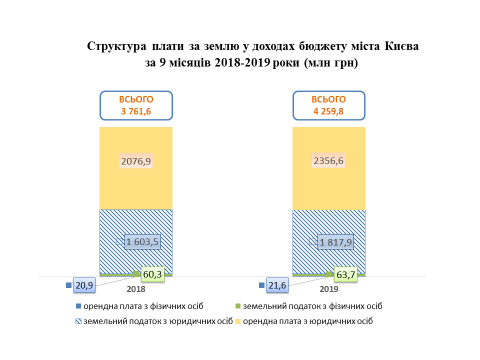 Структура плати за землю у доходах бюджету міста Києва
за 9 місяців 2018-2019 роки (млн грн)
ВСЬОГО
3 761,6
ВСЬОГО
4 259,8
2076,9
2356,6
1 603,5
1 817,9
60,3
63,7
20,9
21,6
2018
2019
орендна плата з фізичних осіб
земельний податок з фізичних осіб
земельний податок з юридичних осіб
орендна плата з юридичних осіб